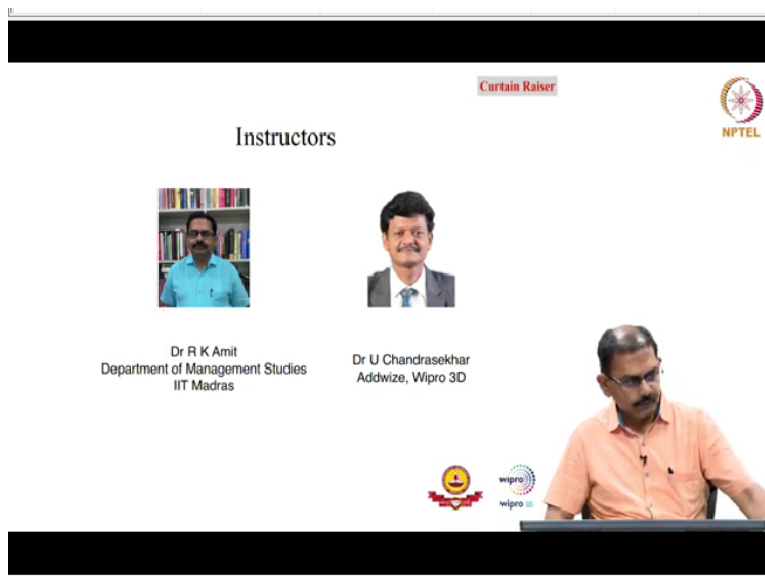 Curtain Raiser
NPTEL
Instructors
Dr R K Amit
Department of Management Studies
IIT Madras
Dr U Chandrasekhar
Addwize, Wipro 3D
wipro
wipro 3D